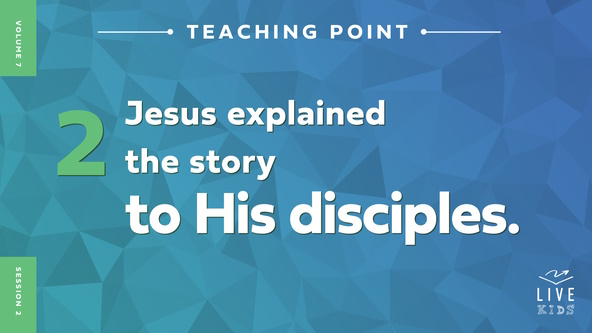 VOLUME 7
TEACHING POINT
2
Jesus explained
the story
to His disciples.
SESSION 2
LIVE
KIDS